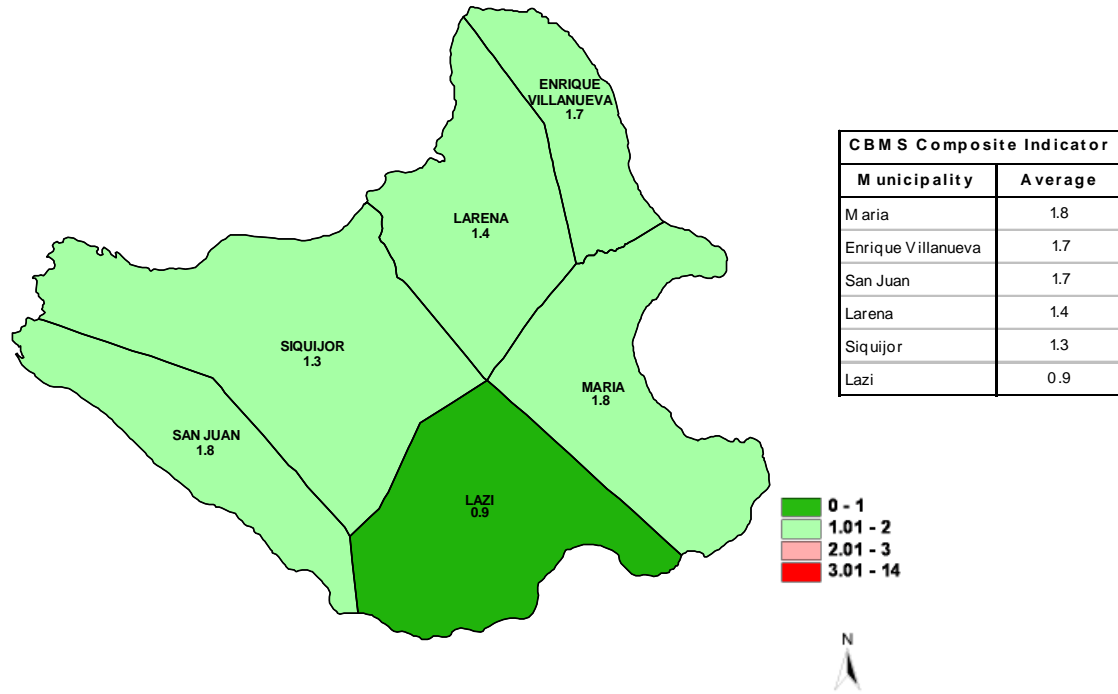 ENRIQUE
VILLANUEVA
1.7
LARENA
1.4
SIQUIJOR
1.3
MARIA
1.8
SAN JUAN
1.8
LAZI
0.9
CBMS Composite Indicator
Municipality Average
Maria 1.8
Enrique Villanueva 1.7
San Juan 1.7
Larena 1.4
Siquijor 1.3
Lazi 0.9
0 - 1
1.01 - 2
2.01 - 3
3.01 - 14
N